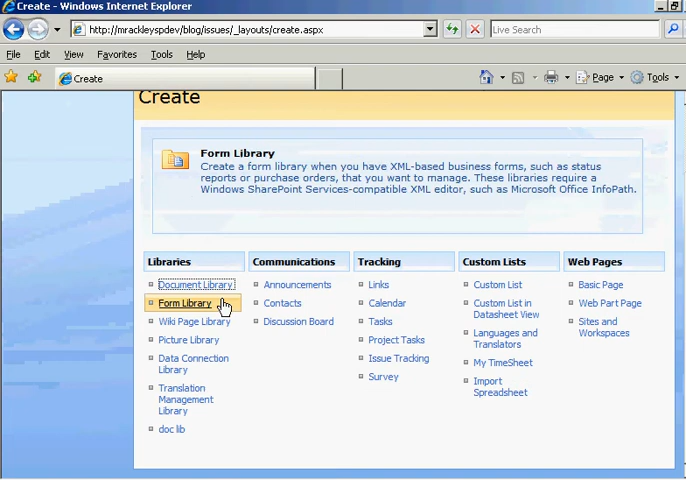 Create - Windows Internet Explorer
http://mrackleyspdev/blog/issues/_layouts/create.aspx
Live Search
File Edit View Favorites Tools Help
Create
Page
Tools
Create
Form Library
Create a form library when you have XML-based business forms, such as status
reports or purchase orders, that you want to manage. These libraries require a
Windows SharePoint Services-compatible XML editor, such as Microsoft Office InfoPath.
Libraries
Document Library
Form Library
Wiki Page Library
Picture Library
Data Connection
Library
Translation
Management
Library
doc lib
Communications
Announcements
Contacts
Discussion Board
Tracking
Links
Calendar
Tasks
Project Tasks
Issue Tracking
Survey
Custom Lists
Custom List
Custom List in
Datasheet View
Languages and
Translators
My TimeSheet
Import
Spreadsheet
Web Pages
Basic Page
Web Part Page
Sites and
Workspaces